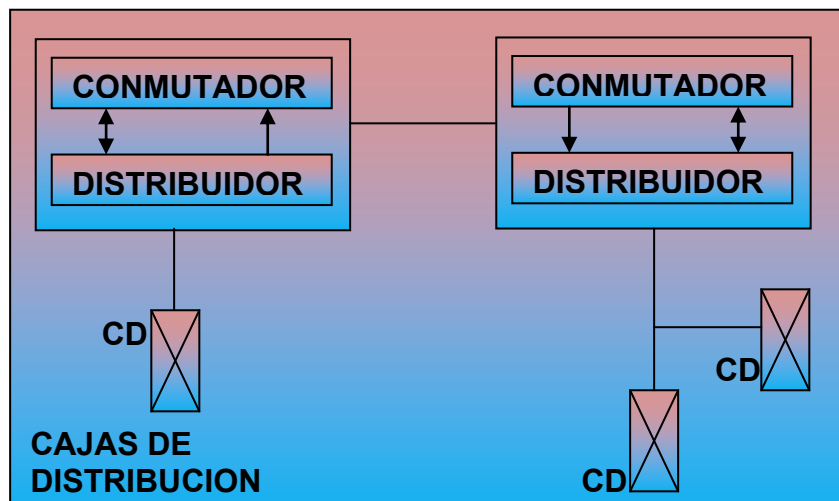 CONMUTADOR
DISTRIBUIDOR
CONMUTADOR
DISTRIBUIDOR
CD
CD
CD
CAJAS DE
DISTRIBUCION